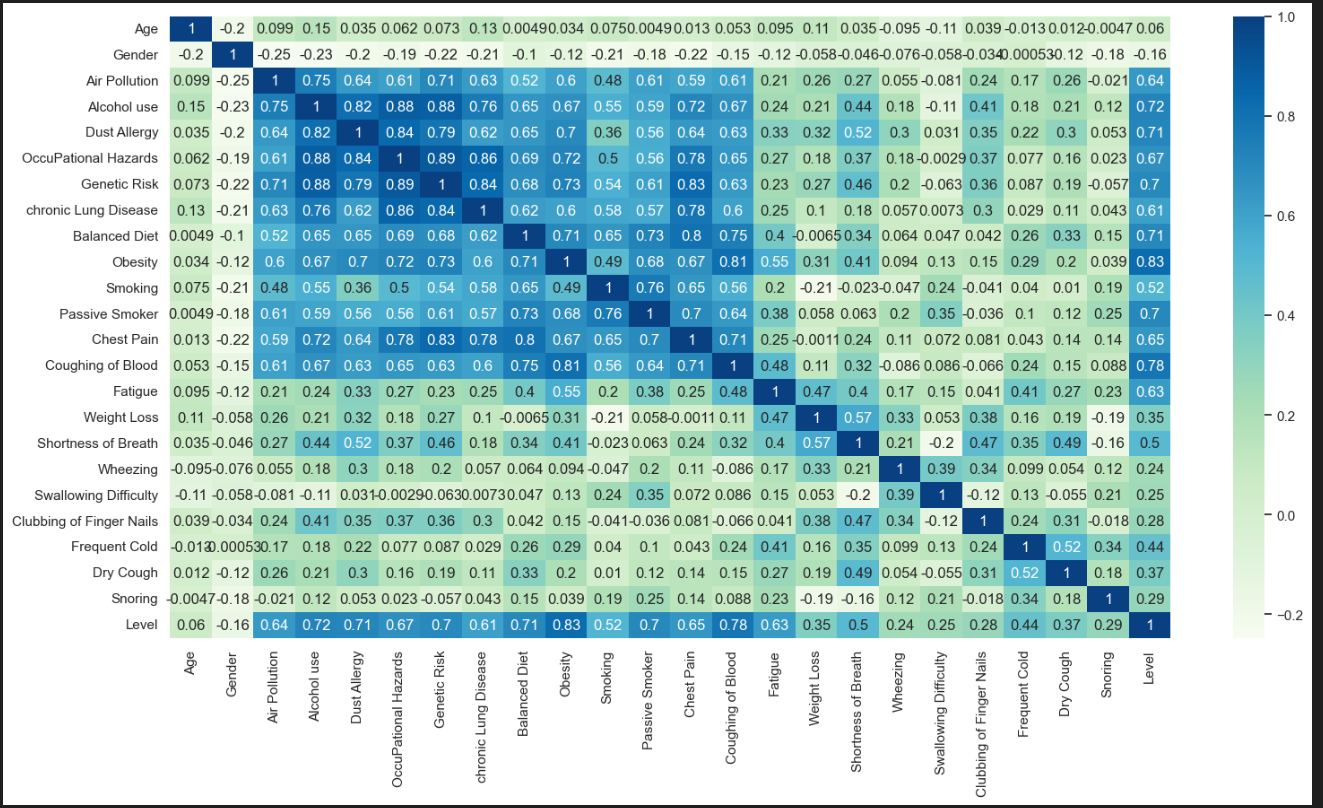 Age 1 -0.2 0.099 0.15 0.035 0.062 0.073 0.13 0.0049 0.034 0.075 0.0049 0.013 0.053 0.095 0.11 0.035 -0.095 -0.11 0.039 -0.013 0.012 -0.0047 0.06 1.0
Gender -0.2 1 -0.25 -0.23 -0.2 -0.19 -0.22 -0.21 -0.1 -0.12 -0.21 -0.18 -0.22 -0.15 -0.12 -0.058 -0.046 -0.076 -0.058 -0.034 0.00053 -0.12 -0.18 -0.16
Air Pollution 0.099 -0.25 1 0.75 0.64 0.61 0.71 0.63 0.52 0.6 0.48 0.61 0.59 0.61 0.21 0.26 0.27 0.055 -0.081 0.24 0.17 0.26 -0.021 0.64
Alcohol use 0.15 -0.23 0.75 1 0.82 0.88 0.88 0.76 0.65 0.67 0.55 0.59 0.72 0.67 0.24 0.21 0.44 0.18 -0.11 0.41 0.18 0.21 0.12 0.72 0.8
Dust Allergy 0.035 -0.2 0.64 0.82 1 0.84 0.79 0.62 0.65 0.7 0.36 0.56 0.64 0.63 0.33 0.32 0.52 0.3 0.031 0.35 0.22 0.3 0.053 0.71
OccuPational Hazards 0.062 -0.19 0.61 0.88 0.84 1 0.89 0.86 0.69 0.72 0.5 0.56 0.78 0.65 0.27 0.18 0.37 0.18 -0.0029 0.37 0.077 0.16 0.023 0.67
Genetic Risk 0.073 -0.22 0.71 0.88 0.79 0.89 1 0.84 0.68 0.73 0.54 0.61 0.83 0.63 0.23 0.27 0.46 0.2 -0.063 0.36 0.087 0.19 -0.057 0.7
chronic Lung Disease 0.13 -0.21 0.63 0.76 0.62 0.86 0.84 1 0.62 0.6 0.58 0.57 0.78 0.6 0.25 0.1 0.18 0.057 0.0073 0.3 0.029 0.11 0.043 0.61 0.6
Balanced Diet 0.0049 -0.1 0.52 0.65 0.65 0.69 0.68 0.62 1 0.71 0.65 0.73 0.8 0.75 0.4 -0.0065 0.34 0.064 0.047 0.042 0.26 0.33 0.15 0.71
Obesity 0.034 -0.12 0.6 0.67 0.7 0.72 0.73 0.6 0.71 1 0.49 0.68 0.67 0.81 0.55 0.31 0.41 0.094 0.13 0.15 0.29 0.2 0.039 0.83
Smoking 0.075 -0.21 0.48 0.55 0.36 0.5 0.54 0.58 0.65 0.49 1 0.76 0.65 0.56 0.2 -0.21 -0.023 -0.047 0.24 -0.041 0.04 0.01 0.19 0.52
Passive Smoker 0.0049 -0.18 0.61 0.59 0.56 0.56 0.61 0.57 0.73 0.68 0.76 1 0.7 0.64 0.38 0.058 0.063 0.2 0.35 -0.036 0.1 0.12 0.25 0.7 0.4
Chest Pain 0.013 -0.22 0.59 0.72 0.64 0.78 0.83 0.78 0.8 0.67 0.65 0.7 1 0.71 0.25 -0.0011 0.24 0.11 0.072 0.081 0.043 0.14 0.14 0.65
Coughing of Blood 0.053 -0.15 0.61 0.67 0.63 0.65 0.63 0.6 0.75 0.81 0.56 0.64 0.71 1 0.48 0.11 0.32 -0.086 0.086 -0.066 0.24 0.15 0.088 0.78
Fatigue 0.095 -0.12 0.21 0.24 0.33 0.27 0.23 0.25 0.4 0.55 0.2 0.38 0.25 0.48 1 0.47 0.4 0.17 0.15 0.041 0.41 0.27 0.23 0.63
Weight Loss 0.11 -0.058 0.26 0.21 0.32 0.18 0.27 0.1 -0.0065 0.31 -0.21 0.058 -0.0011 0.11 0.47 1 0.57 0.33 0.053 0.38 0.16 0.19 -0.19 0.35 0.2
Shortness of Breath 0.035 -0.046 0.27 0.44 0.52 0.37 0.46 0.18 0.34 0.41 -0.023 0.063 0.24 0.32 0.4 0.57 1 0.21 -0.2 0.47 0.35 0.49 -0.16 0.5
Wheezing -0.095 -0.076 0.055 0.18 0.3 0.18 0.2 0.057 0.064 0.094 -0.047 0.2 0.11 -0.086 0.17 0.33 0.21 1 0.39 0.34 0.099 0.054 0.12 0.24
Swallowing Difficulty -0.11 -0.058 -0.081 -0.11 0.031 -0.0029 -0.063 0.0073 0.047 0.13 0.24 0.35 0.072 0.086 0.15 0.053 -0.2 0.39 1 -0.12 0.13 -0.055 0.21 0.25
Clubbing of Finger Nails 0.039 -0.034 0.24 0.41 0.35 0.37 0.36 0.3 0.042 0.15 -0.041 -0.036 0.081 -0.066 0.041 0.38 0.47 0.34 -0.12 1 0.24 0.31 -0.018 0.28 0.0
Frequent Cold -0.013 0.00053 0.17 0.18 0.22 0.077 0.087 0.029 0.26 0.29 0.04 0.1 0.043 0.24 0.41 0.16 0.35 0.099 0.13 0.24 1 0.52 0.34 0.44
Dry Cough 0.012 -0.12 0.26 0.21 0.3 0.16 0.19 0.11 0.33 0.2 0.01 0.12 0.14 0.15 0.27 0.19 0.49 0.054 -0.055 0.31 0.52 1 0.18 0.37
Snoring -0.0047 -0.18 -0.021 0.12 0.053 0.023 -0.057 0.043 0.15 0.039 0.19 0.25 0.14 0.088 0.23 -0.19 -0.16 0.12 0.21 -0.018 0.34 0.18 1 0.29 −0.2
Level 0.06 -0.16 0.64 0.72 0.71 0.67 0.7 0.61 0.71 0.83 0.52 0.7 0.65 0.78 0.63 0.35 0.5 0.24 0.25 0.28 0.44 0.37 0.29 1
Age
Gender
Air Pollution
Alcohol use
Dust Allergy
OccuPational Hazards
Genetic Risk
chronic Lung Disease
Balanced Diet
Obesity
Smoking
Passive Smoker
Chest Pain
Coughing of Blood
Fatigue
Weight Loss
Shortness of Breath
Wheezing
Swallowing Difficulty
Clubbing of Finger Nails
Frequent Cold
Dry Cough
Snoring
Level